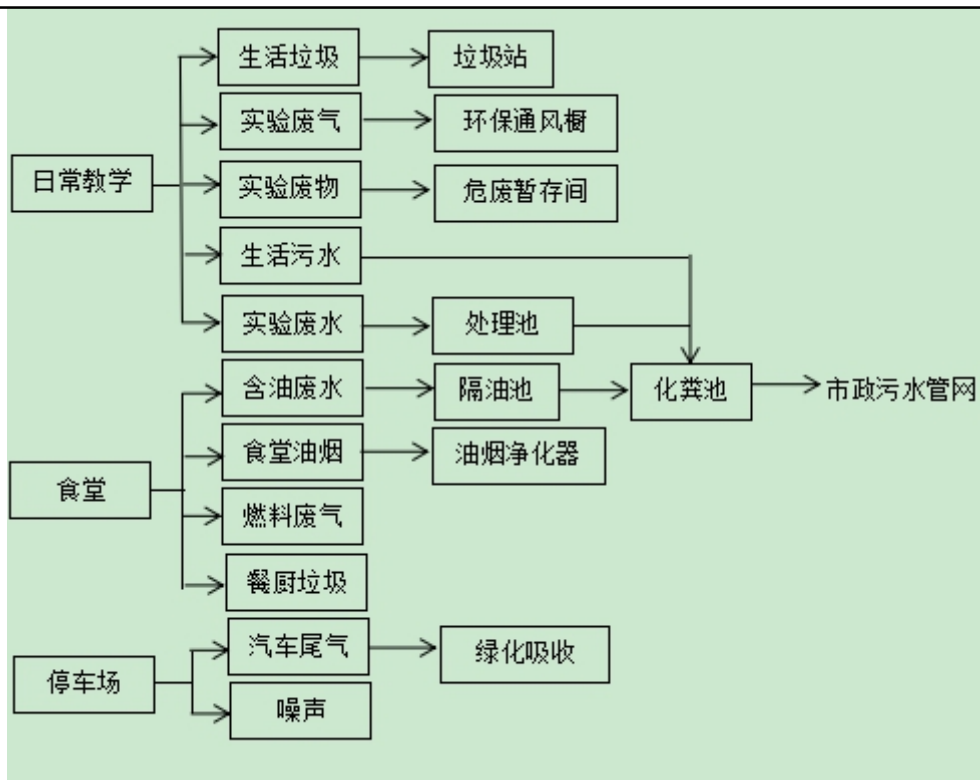 生活垃圾
垃圾站
实验废气
环保通风橱
日常教学
实验废物
危废暂存间
生活污水
实验废水
处理池
含油废水
隔油池
化粪池
市政污水管网
食堂油烟
油烟净化器
食堂
燃料废气
餐厨垃圾
汽车尾气
绿化吸收
停车场
噪声